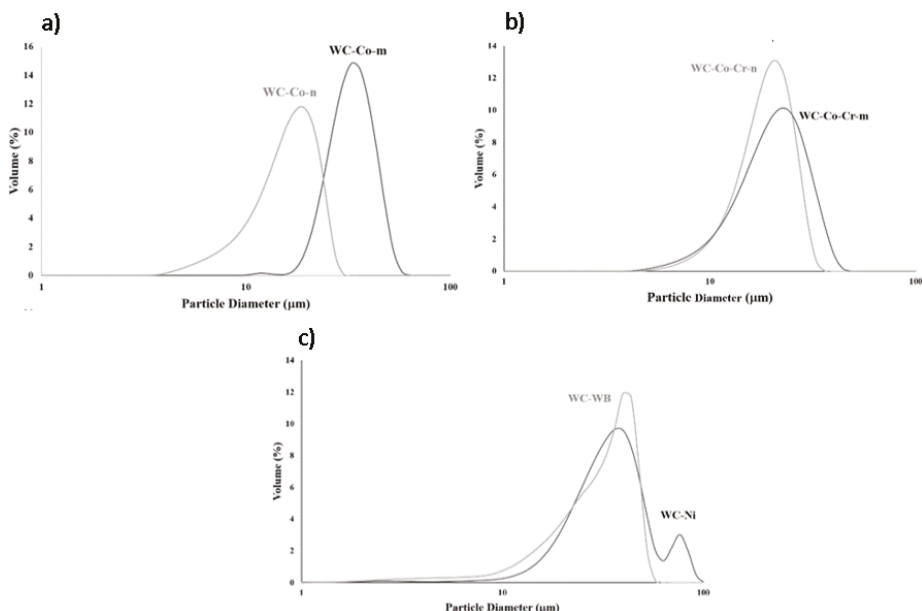 a)
WC-Co-m
WC-Co-n
Volume (%)
16
14
12
10
8
6
4
2
0
1
10
100
Particle Diameter (µm)
b)
WC-Co-Cr-n
WC-Co-Cr-m
Volume (%)
14
12
10
8
6
4
2
0
1
10
100
Particle Diameter (µm)
c)
WC-WB
WC-Ni
Volume (%)
14
12
10
8
6
4
2
0
1
10
100
Particle Diameter (µm)